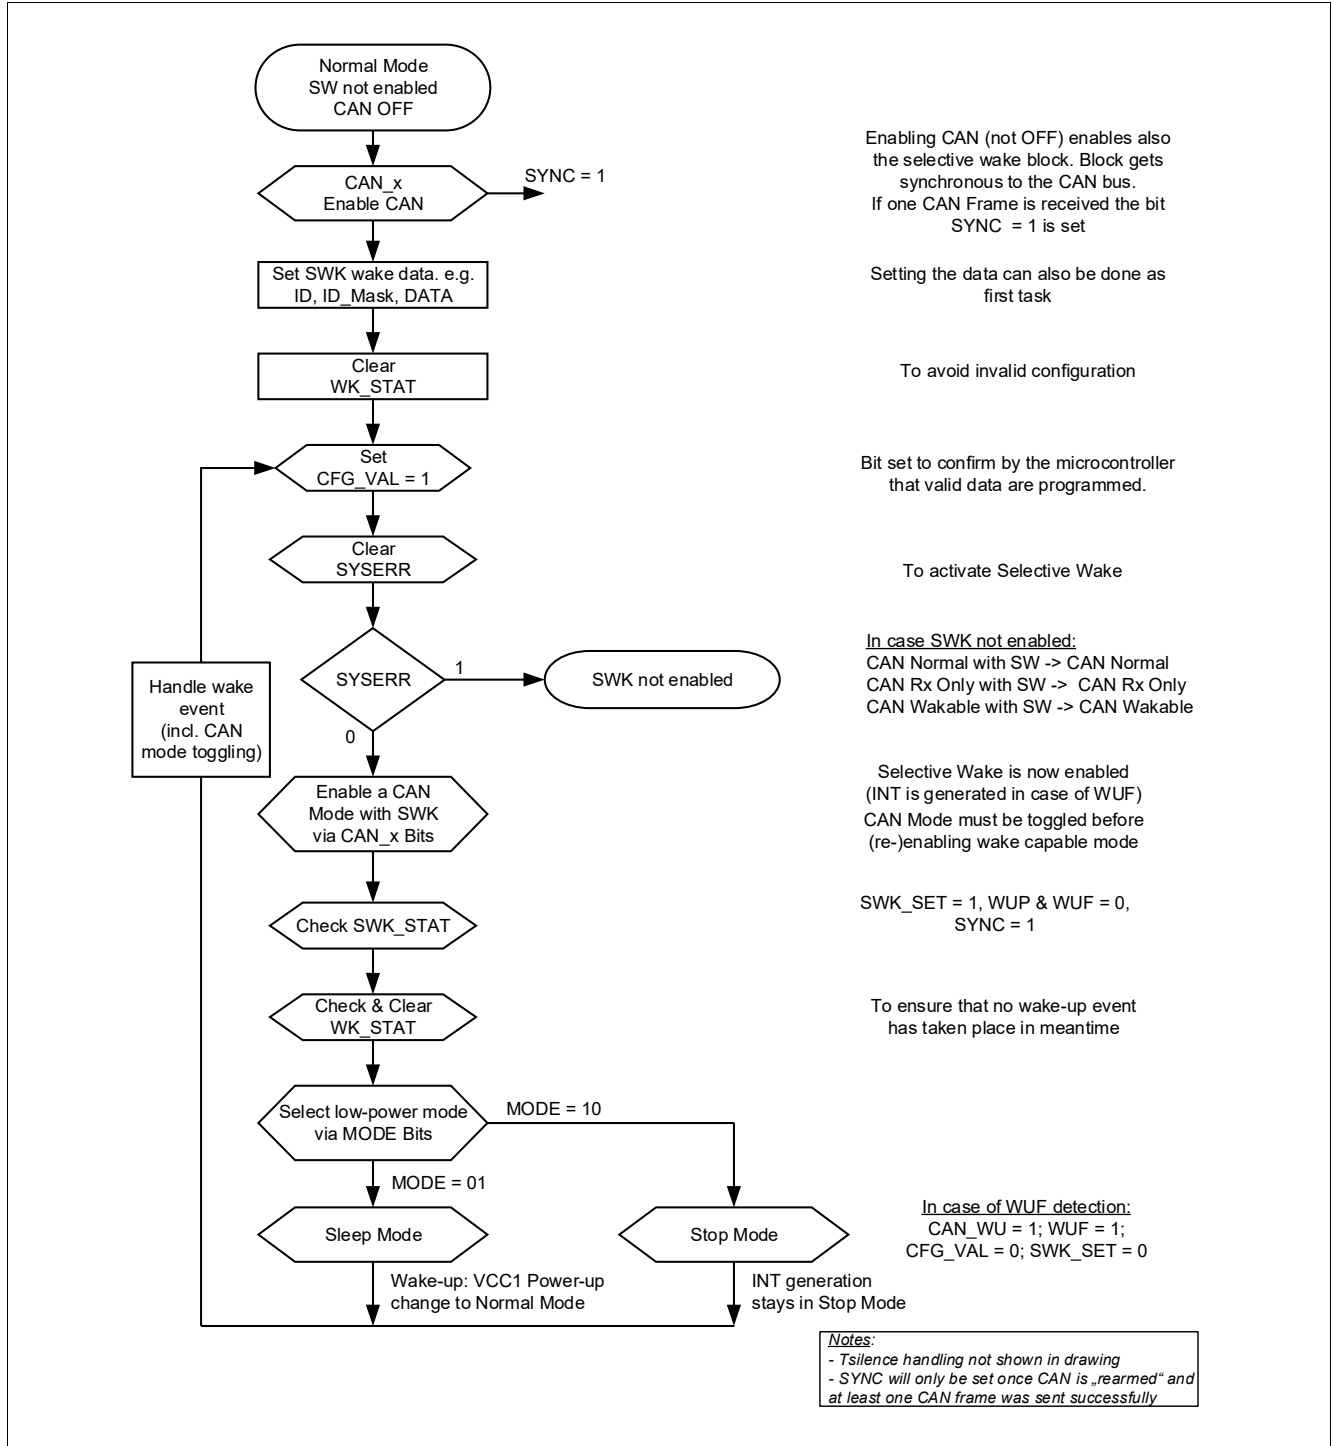 Normal Mode
SW not enabled
CAN OFF
CAN_x
Enable CAN
SYNC = 1
Enabling CAN (not OFF) enables also
the selective wake block. Block gets
synchronous to the CAN bus.
If one CAN Frame is received the bit
SYNC  = 1 is set
Set SWK wake data. e.g.
ID, ID_Mask, DATA
Setting the data can also be done as
first task
Clear
WK_STAT
To avoid invalid configuration
Set
CFG_VAL = 1
Bit set to confirm by the microcontroller
that valid data are programmed.
Clear
SYSERR
To activate Selective Wake
SYSERR
1
0
SWK not enabled
In case SWK not enabled:
CAN Normal with SW -> CAN Normal
CAN Rx Only with SW ->  CAN Rx Only
CAN Wakable with SW -> CAN Wakable
Handle wake
event
(incl. CAN
mode toggling)
Enable a CAN
Mode with SWK
via CAN_x Bits
Selective Wake is now enabled
(INT is generated in case of WUF)
CAN Mode must be toggled before
(re-)enabling wake capable mode
Check SWK_STAT
SWK_SET = 1, WUP & WUF = 0,
SYNC = 1
Check & Clear
WK_STAT
To ensure that no wake-up event
has taken place in meantime
Select low-power mode
via MODE Bits
MODE = 10
MODE = 01
Sleep Mode
Stop Mode
In case of WUF detection:
CAN_WU = 1; WUF = 1;
CFG_VAL = 0; SWK_SET = 0
Wake-up: VCC1 Power-up
change to Normal Mode
INT generation
stays in Stop Mode
Notes:
- Tsilence handling not shown in drawing
- SYNC will only be set once CAN is „rearmed“ and
at least one CAN frame was sent successfully